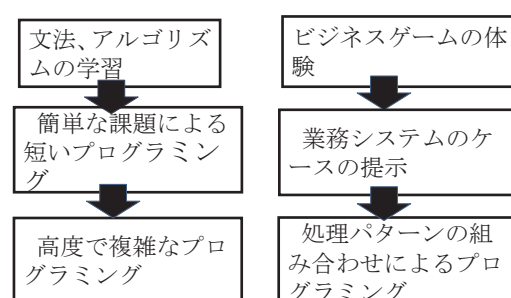 文法、アルゴリズ
ムの学習
簡単な課題による
短いプログラミン
グ
高度で複雑なプロ
グラミング
ビジネスゲームの体
験
業務システムのケ
ースの提示
処理パターンの組
み合わせによるプロ
グラミング